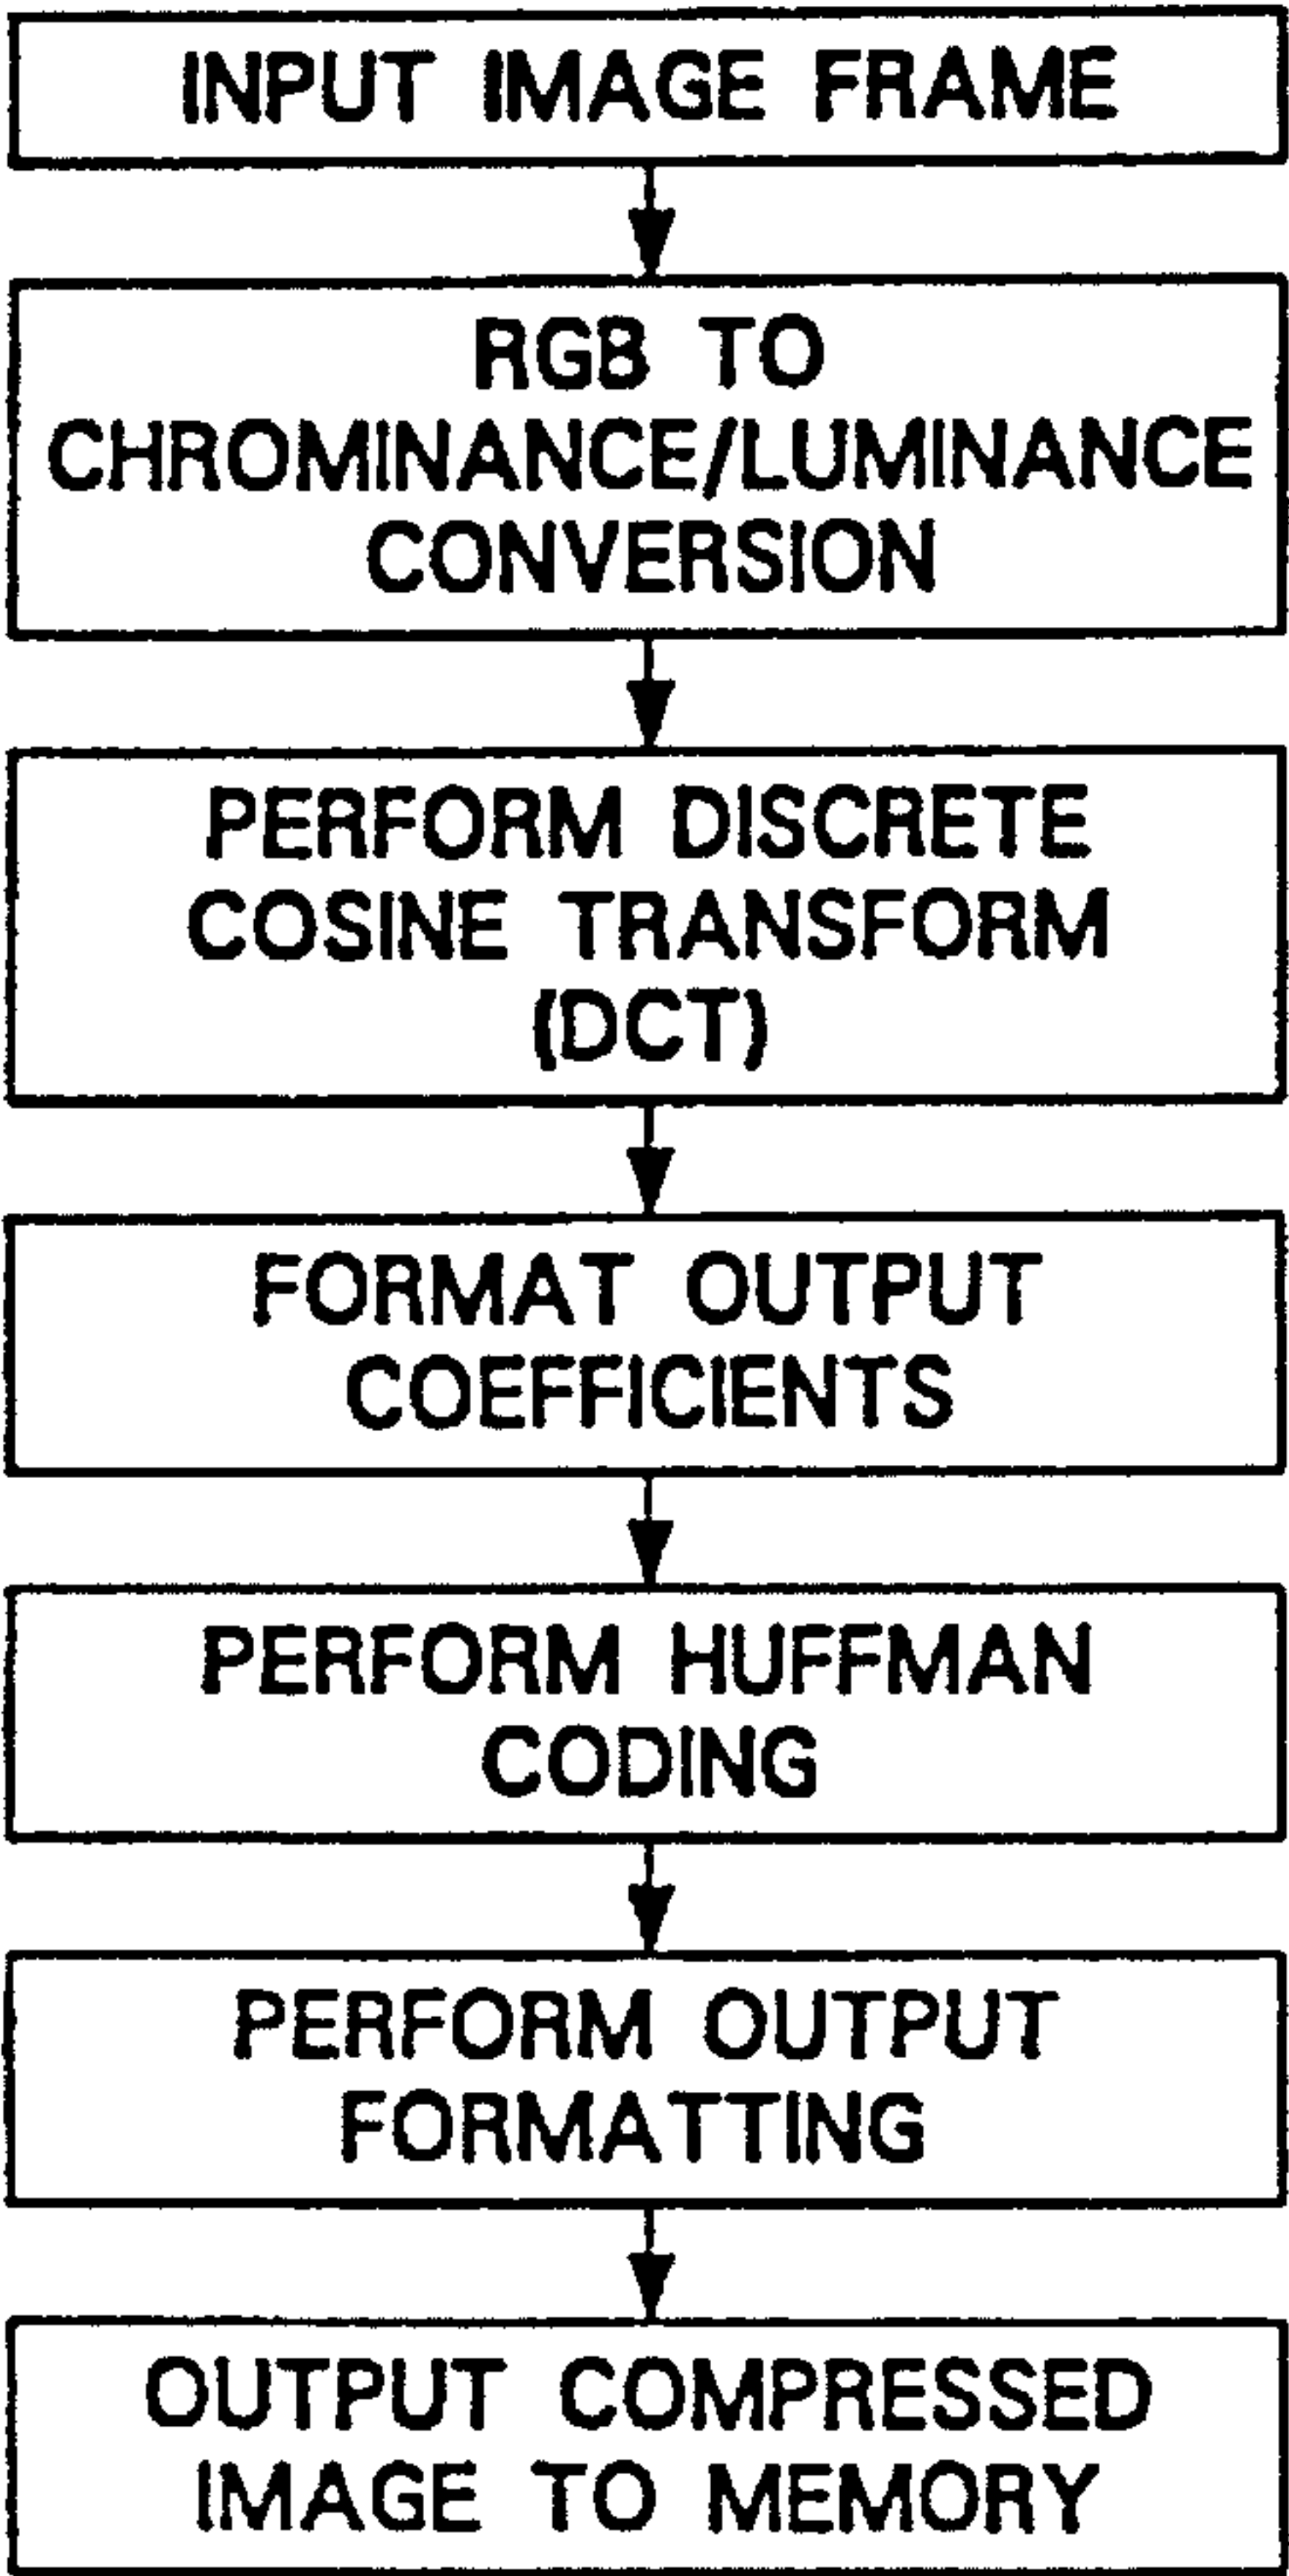 INPUT IMAGE FRAME
RGB TO
CHROMINANCE/LUMINANCE
CONVERSION
PERFORM DISCRETE
COSINE TRANSFORM
(DCT)
FORMAT OUTPUT
COEFFICIENTS
PERFORM HUFFMAN
CODING
PERFORM OUTPUT
FORMATTING
OUTPUT COMPRESSED
IMAGE TO MEMORY